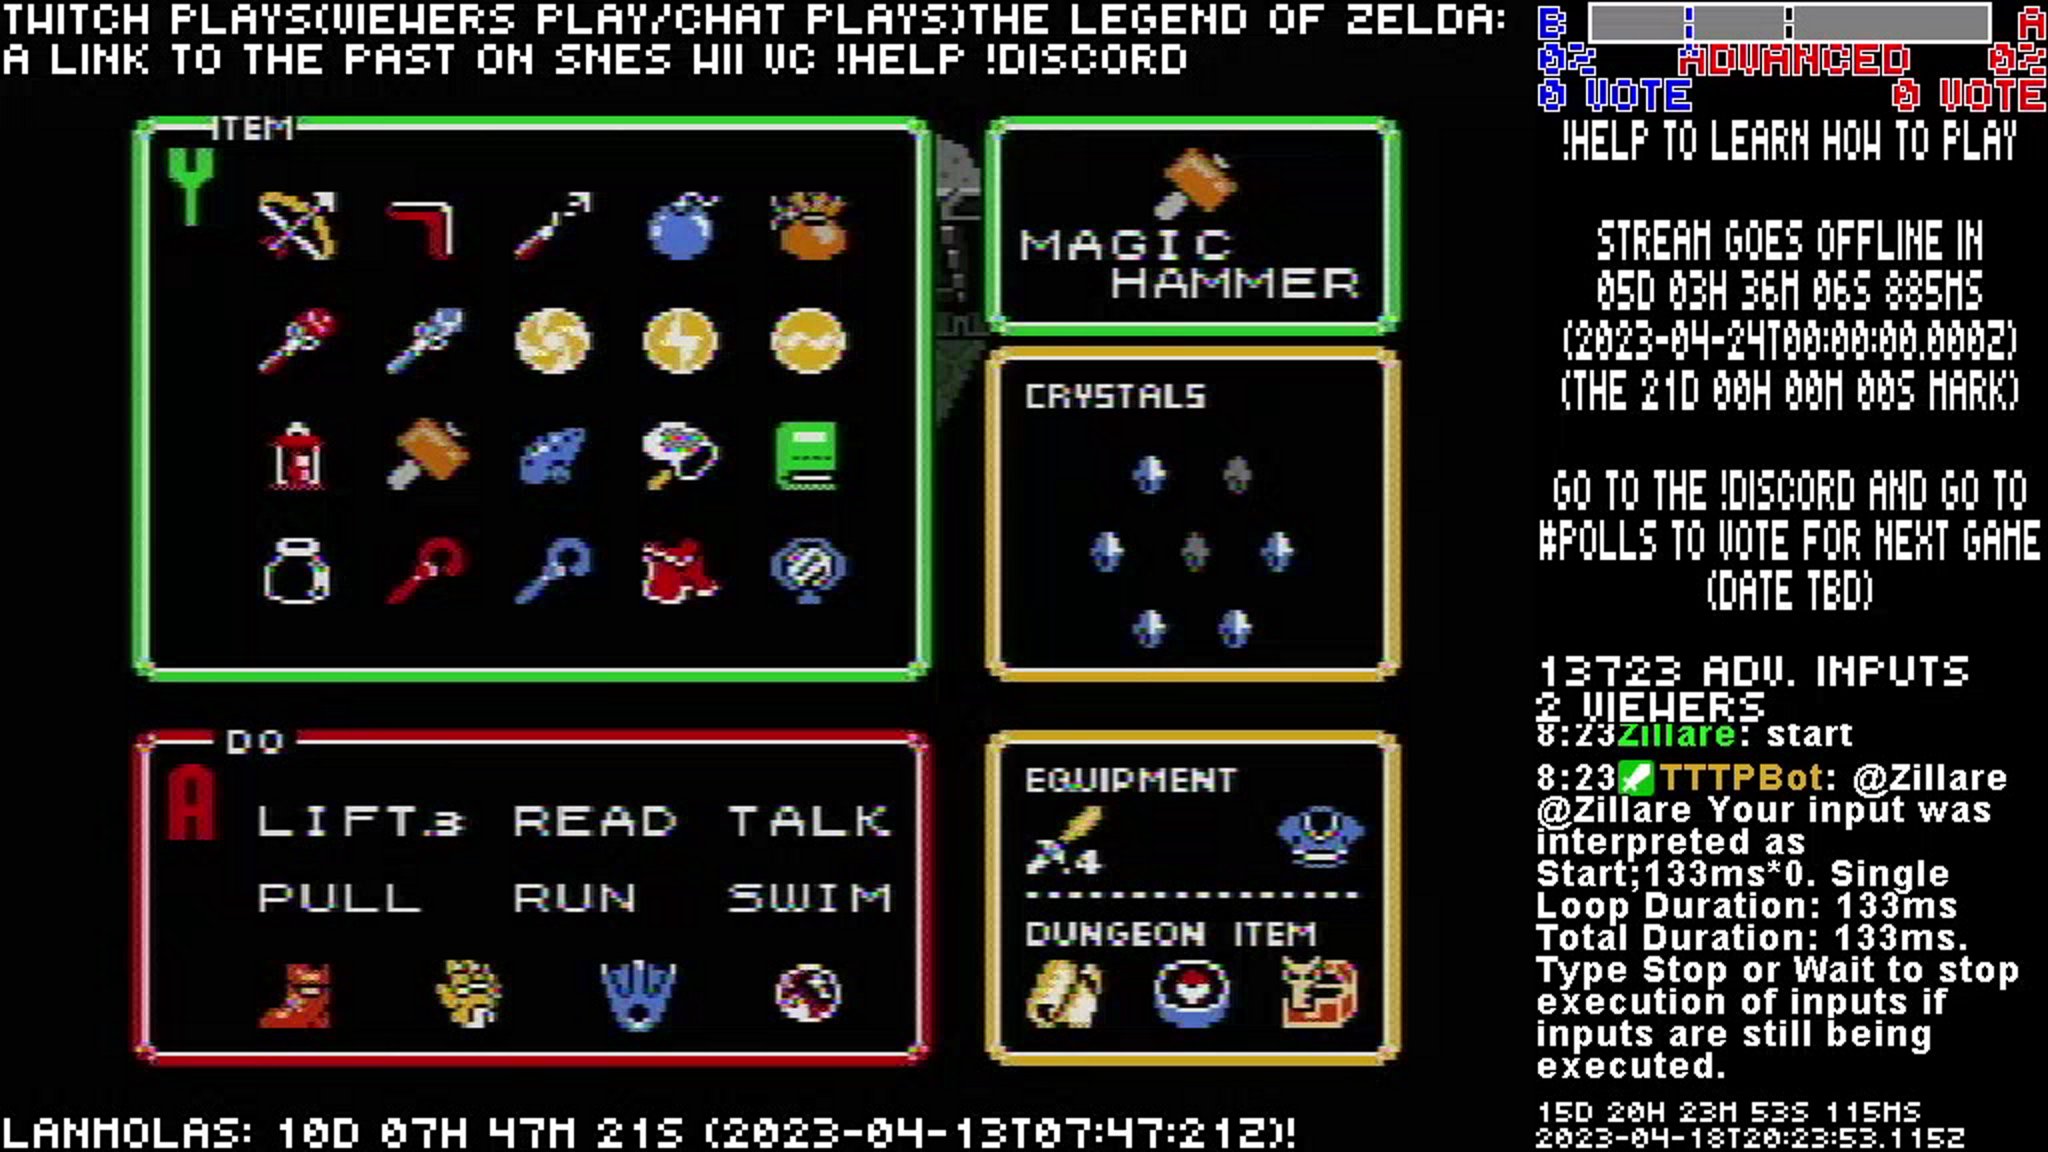 TWITCH PLAYS(VIEWERS PLAY/CHAT PLAYS)THE LEGEND OF ZELDA:
A LINK TO THE PAST ON SNES WII VC !HELP !DISCORD
B A
0% ADVANCED 0%
0 VOTE 0 VOTE
!HELP TO LEARN HOW TO PLAY
STREAM GOES OFFLINE IN
05D 03H 36M 06S 885MS
(2023-04-24T00:00:00.000Z)
(THE 21D 00H 00M 00S MARK)
GO TO THE !DISCORD AND GO TO
#POLLS TO VOTE FOR NEXT GAME
(DATE TBD)
13723 ADV. INPUTS
2 VIEWERS
8:23 Zillare: start
8:23 TTTPBot: @Zillare
@Zillare Your input was
interpreted as
Start;133ms*0. Single
Loop Duration: 133ms
Total Duration: 133ms.
Type Stop or Wait to stop
execution of inputs if
inputs are still being
executed.
15D 20H 23M 53S 115MS
2023-04-18T20:23:53.115Z
ITEM
Y
MAGIC
HAMMER
CRYSTALS
DO
A
LIFT.3 READ TALK
PULL RUN SWIM
EQUIPMENT
.4
DUNGEON ITEM
LANMOLAS: 10D 07H 47M 21S (2023-04-13T07:47:21Z)!